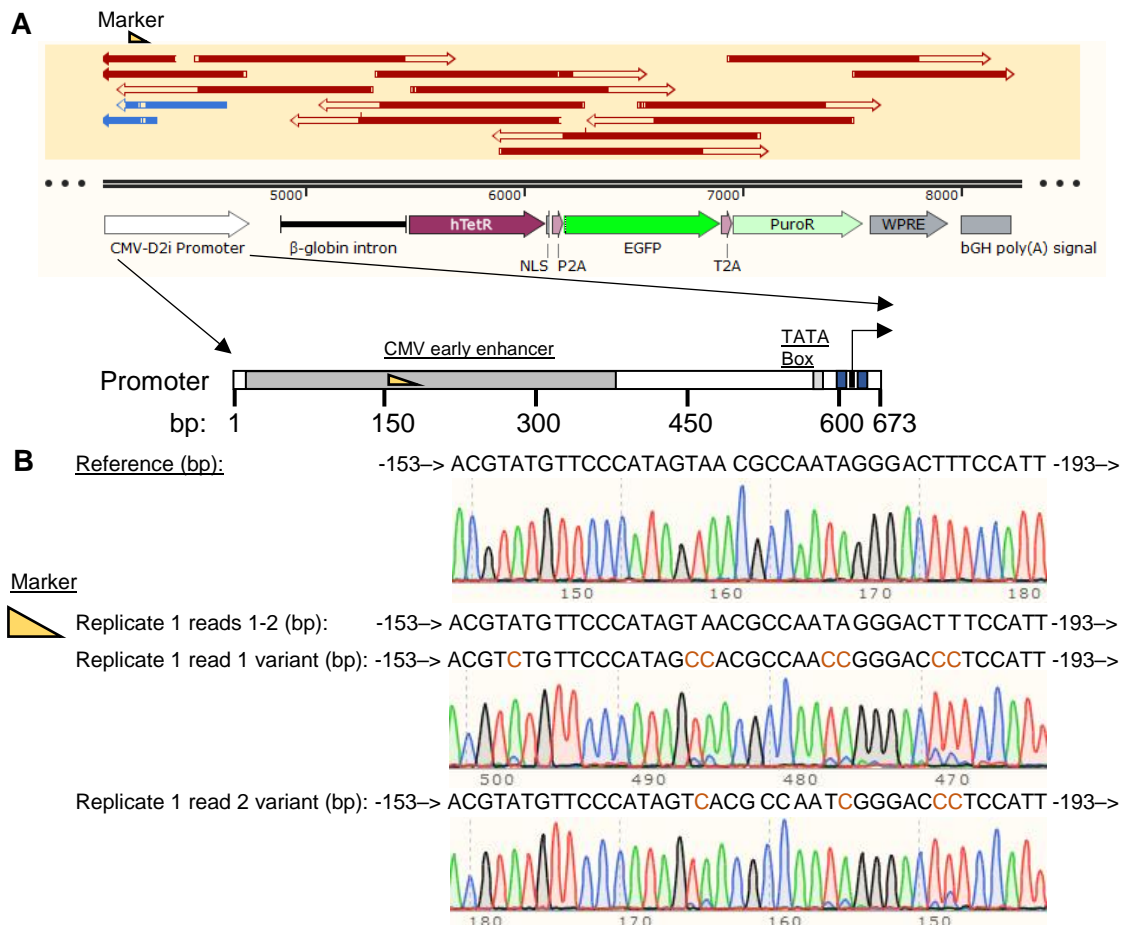 A
Marker
5000 6000 7000 8000
hTetR PuroR WPRE
CMV-D2i Promoter β-globin intron EGFP bGH poly(A) signal
NLS P2A T2A
CMV early enhancer
TATA
Box
Promoter
bp: 1 150 300 450 600 673
B
Reference (bp): -153–> ACGTATGTTCCCATAGTAA CGCCAATAGGGACTTTCCATT -193–>
150 160 170 180
Marker
Replicate 1 reads 1-2 (bp): -153–> ACGTATGTTCCCATAGTAACGCCAATAGGGACTTTCCATT -193–>
Replicate 1 read 1 variant (bp): -153–> ACGTCTGTTCCCATAGCCACGCCAACCGGGACCCTCCATT -193–>
500 490 480 470
Replicate 1 read 2 variant (bp): -153–> ACGTATGTTCCCATAGTCACG CCAATCGGGACCCTCCATT -193–>
180 170 160 150